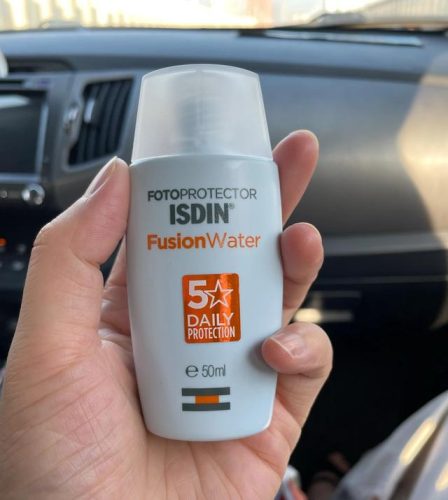 FOTOPROTECTOR
ISDIN®
FusionWater
5☆
DAILY
PROTECTION
℮ 50ml